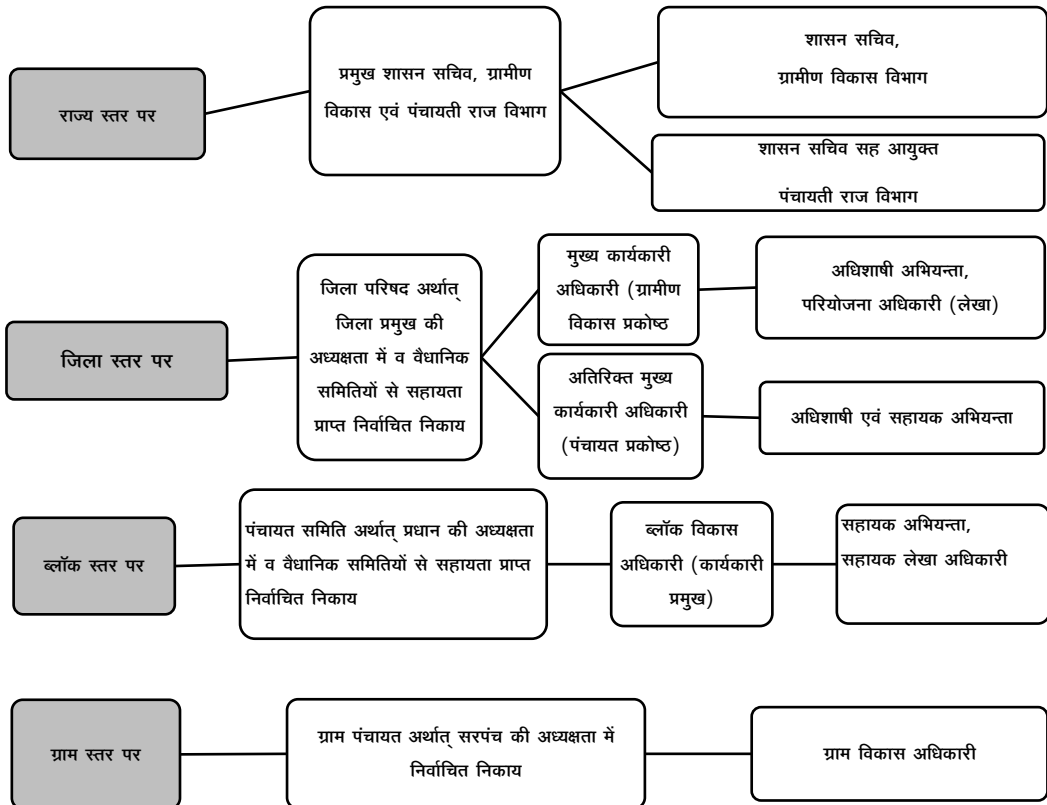 राज्य स्तर पर
प्रमुख शासन सचिव, ग्रामीण
विकास एवं पंचायती राज विभाग
शासन सचिव,
ग्रामीण विकास विभाग
शासन सचिव सह आयुक्त
पंचायती राज विभाग
जिला स्तर पर
जिला परिषद अर्थात्
जिला प्रमुख की
अध्यक्षता में व वैधानिक
समितियों से सहायता
प्राप्त निर्वाचित निकाय
मुख्य कार्यकारी
अधिकारी (ग्रामीण
विकास प्रकोष्ठ
अधिशाषी अभियन्ता,
परियोजना अधिकारी (लेखा)
अतिरिक्त मुख्य
कार्यकारी अधिकारी
(पंचायत प्रकोष्ठ)
अधिशाषी एवं सहायक अभियन्ता
ब्लॉक स्तर पर
पंचायत समिति अर्थात् प्रधान की अध्यक्षता
में व वैधानिक समितियों से सहायता प्राप्त
निर्वाचित निकाय
ब्लॉक विकास
अधिकारी (कार्यकारी
प्रमुख)
सहायक अभियन्ता,
सहायक लेखा अधिकारी
ग्राम स्तर पर
ग्राम पंचायत अर्थात् सरपंच की अध्यक्षता में
निर्वाचित निकाय
ग्राम विकास अधिकारी